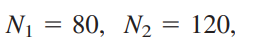 N₁ = 80, N₂ = 120,